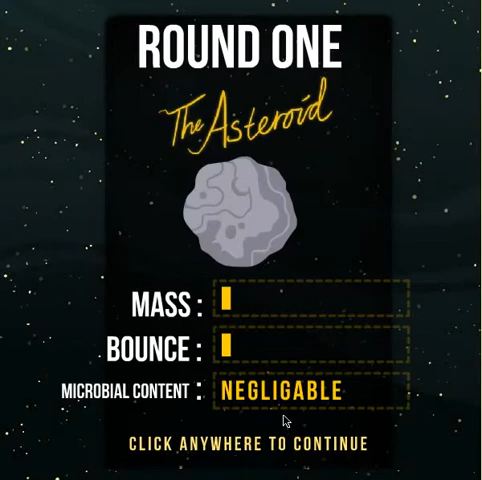 ROUND ONE
The Asteroid
MASS :
BOUNCE :
MICROBIAL CONTENT : NEGLIGABLE
CLICK ANYWHERE TO CONTINUE